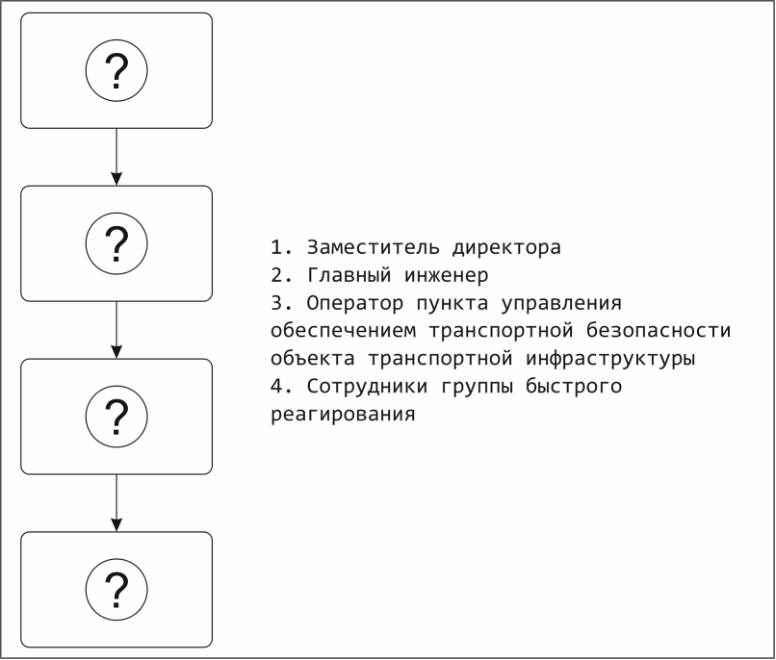 ?
?
1. Заместитель директора
2. Главный инженер
3. Оператор пункта управления
обеспечением транспортной безопасности
объекта транспортной инфраструктуры
4. Сотрудники группы быстрого
реагирования
?
?